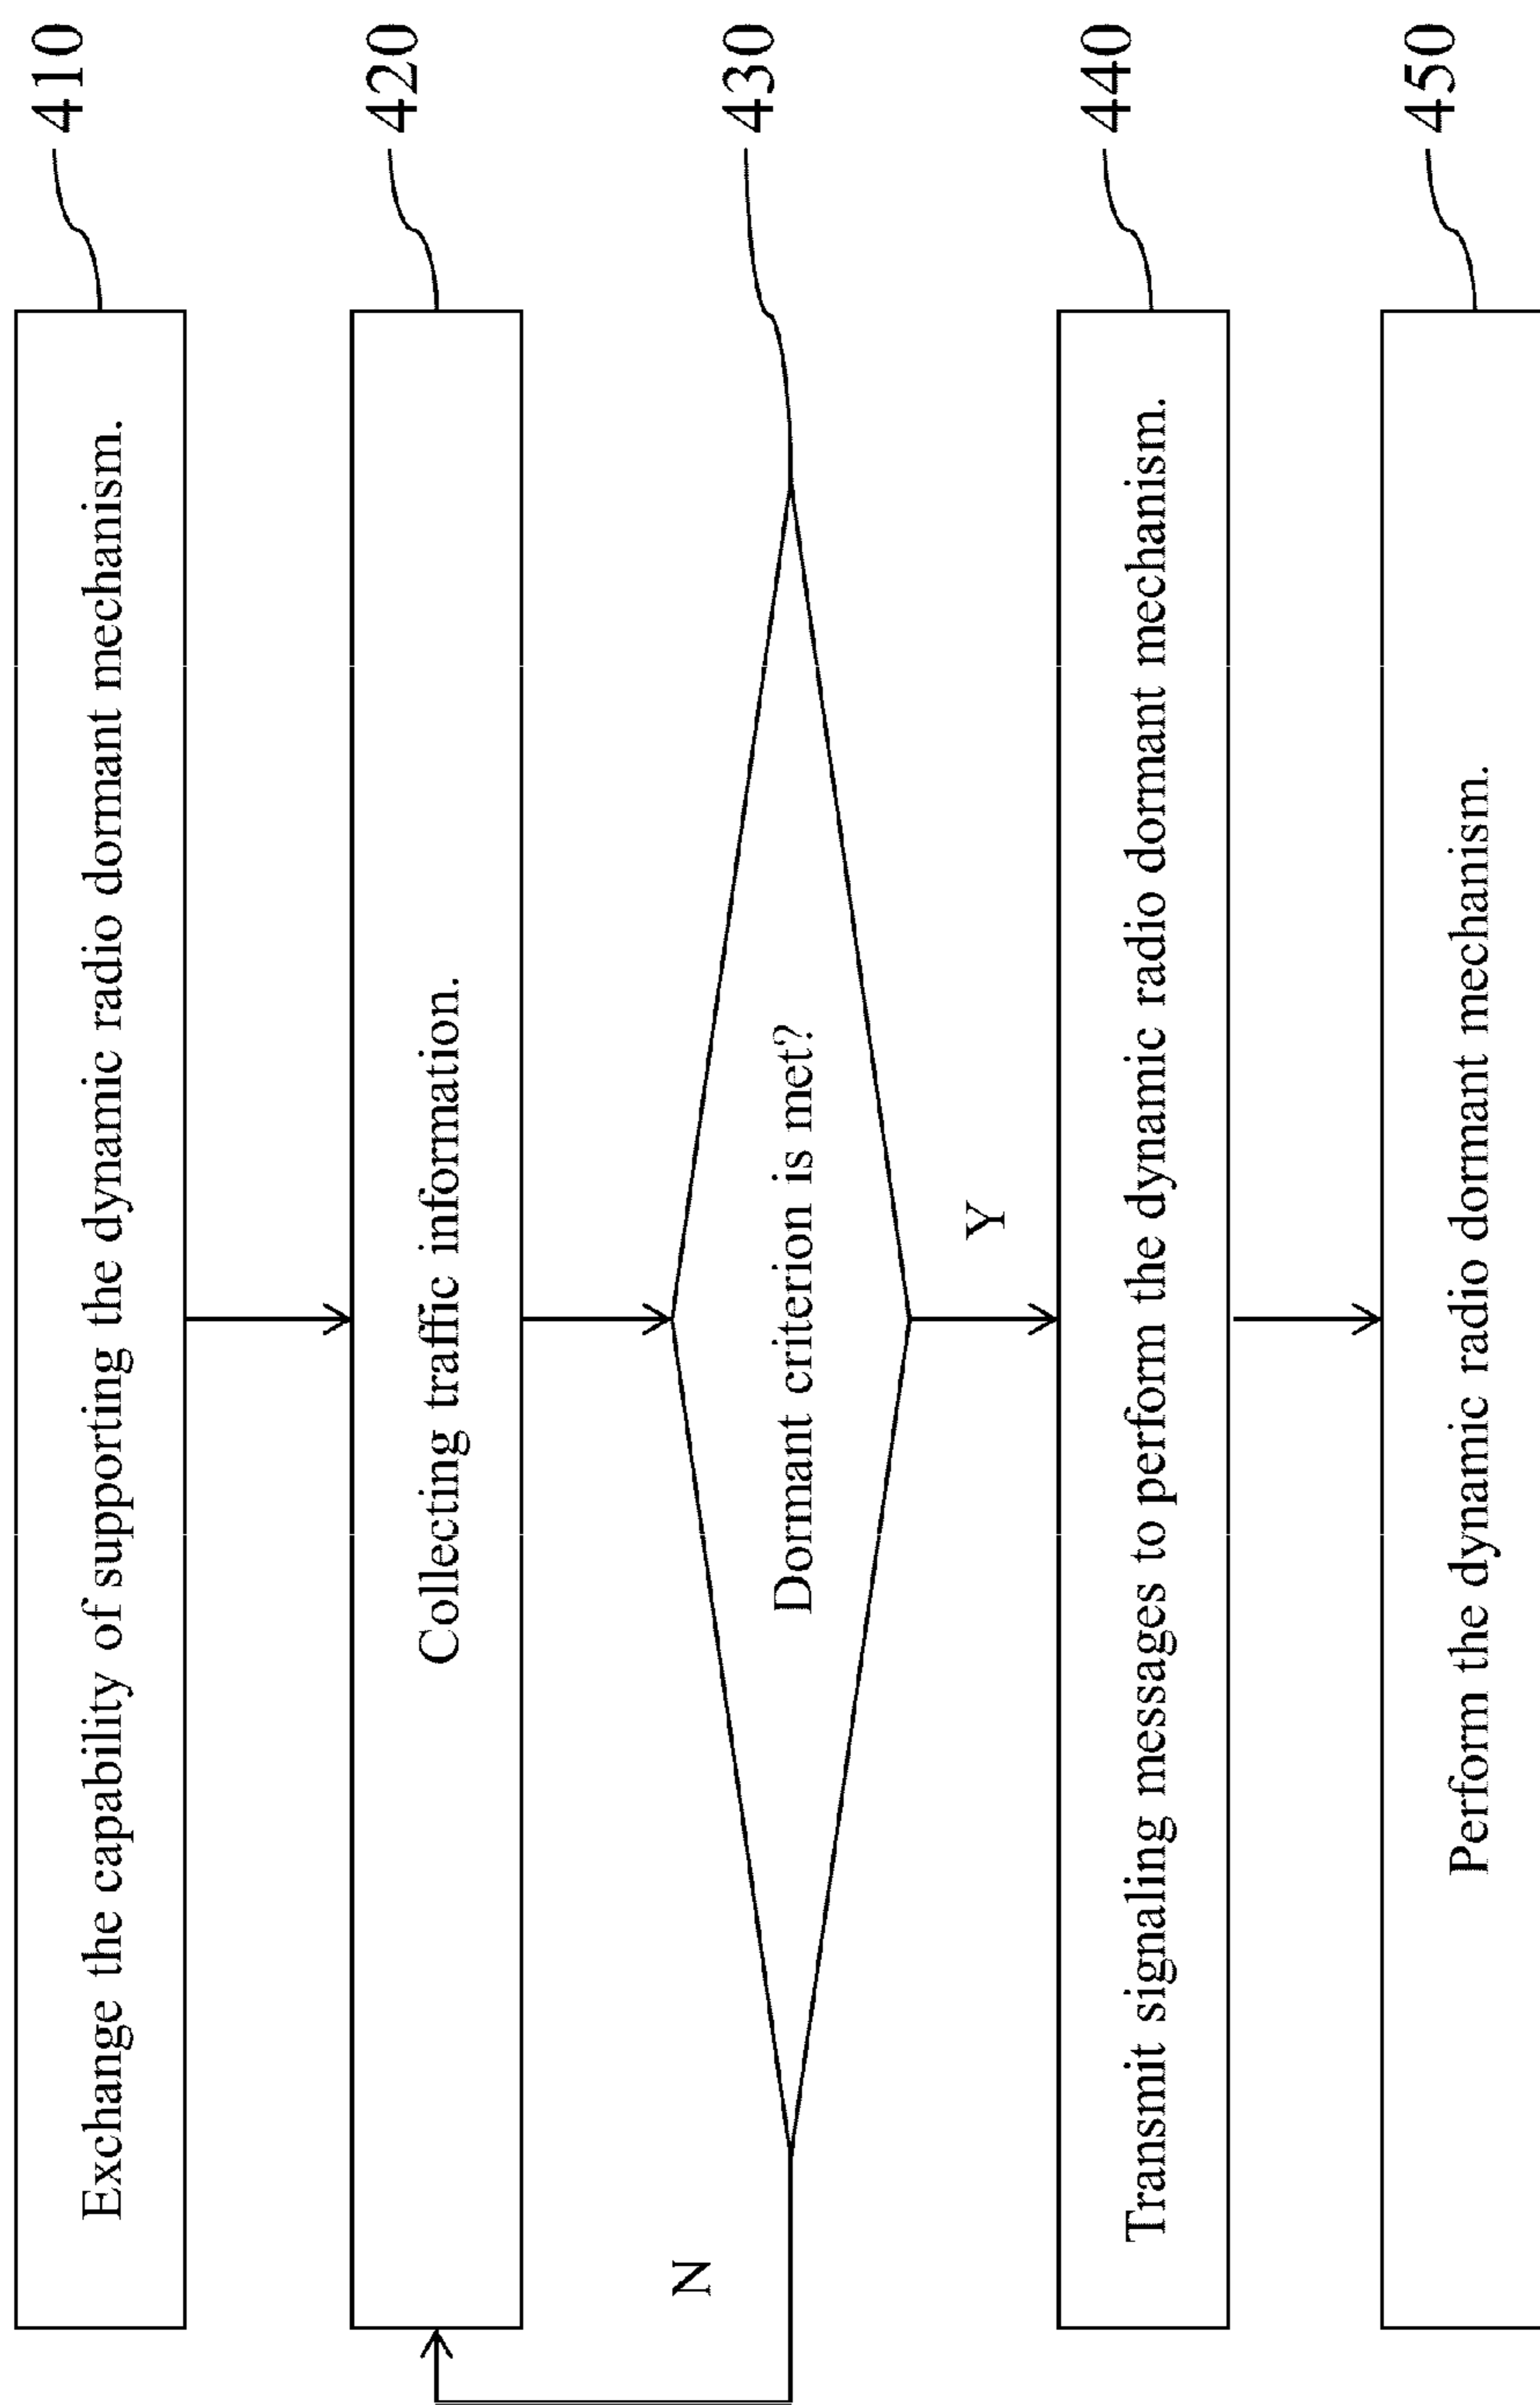 410
Exchange the capability of supporting the dynamic radio dormant mechanism.
420
Collecting traffic information.
430
Dormant criterion is met?
N
Y
440
Transmit signaling messages to perform the dynamic radio dormant mechanism.
450
Perform the dynamic radio dormant mechanism.